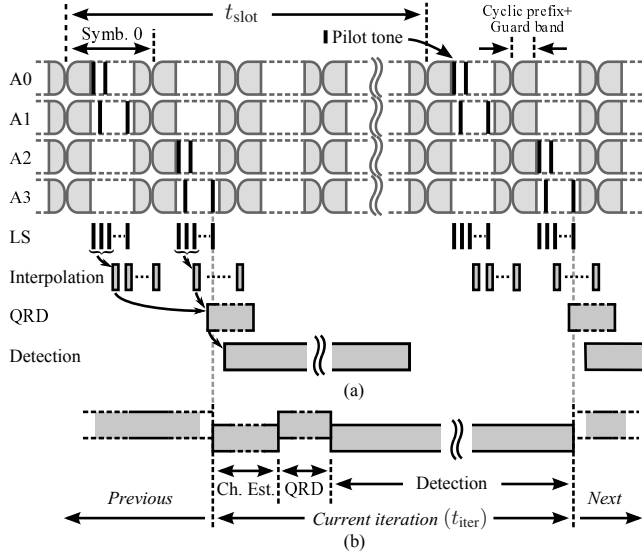 t_slot
Cyclic prefix+
Guard band
Symb. 0
Pilot tone
A0
A1
A2
A3
LS
Interpolation
QRD
Detection
(a)
Ch. Est.
QRD
Detection
Previous
Current iteration (t_iter)
Next
(b)